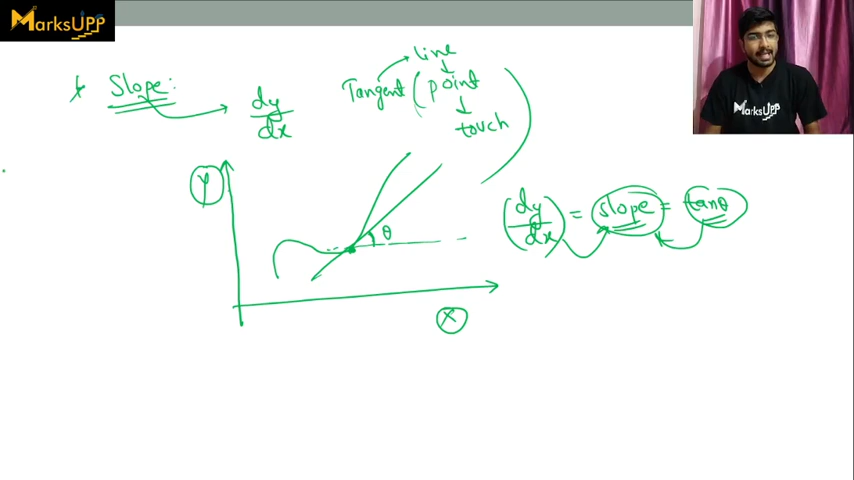 MarksUPP
* Slope:
dy
dx
line
Tangent (point
touch
Y
θ
X
(dy/dx) = slope = tanθ
MarksUPP